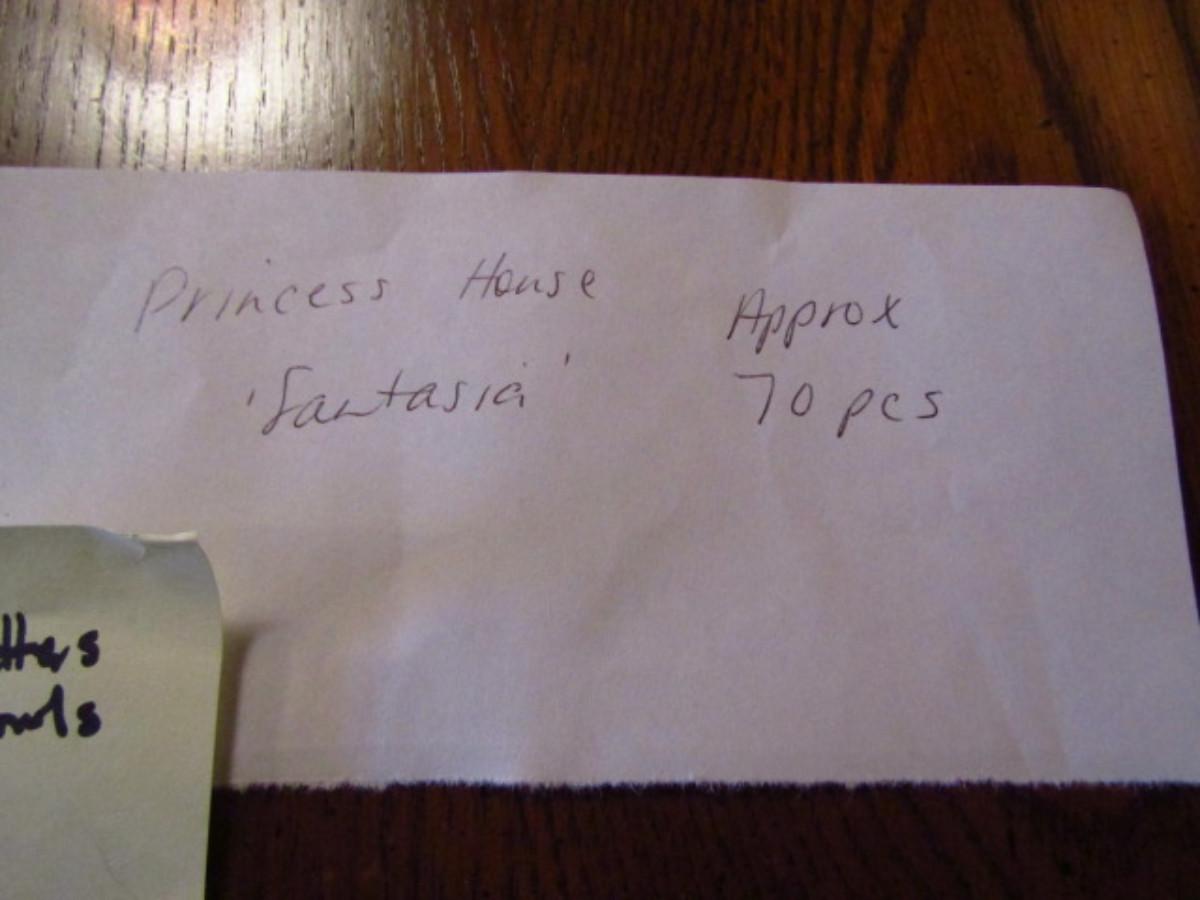 Princess House
'Fantasia'
Approx
70 pcs